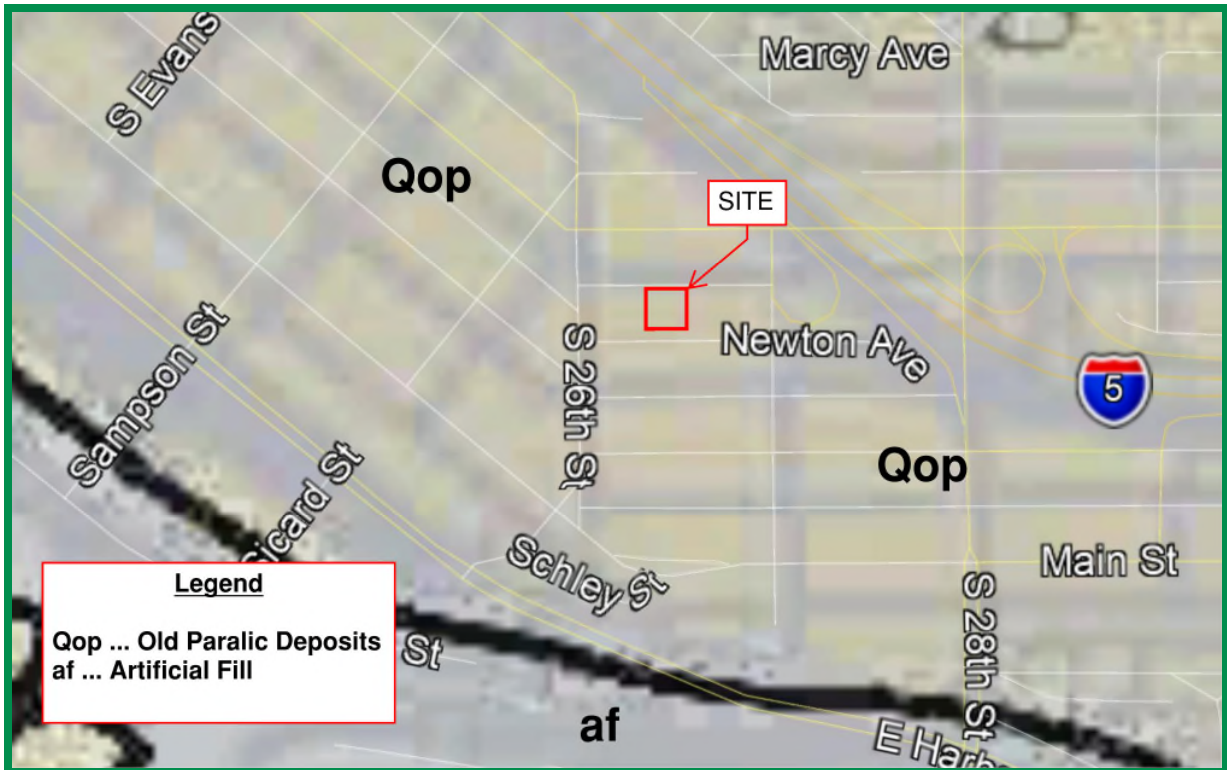 S Evans
Marcy Ave
Qop
SITE
Newton Ave
S 26th St
5
Sampson St
Sicard St
Qop
Schley St
Main St
Legend
Qop ... Old Paralic Deposits
af ... Artificial Fill
St
S 28th St
af
E Harb